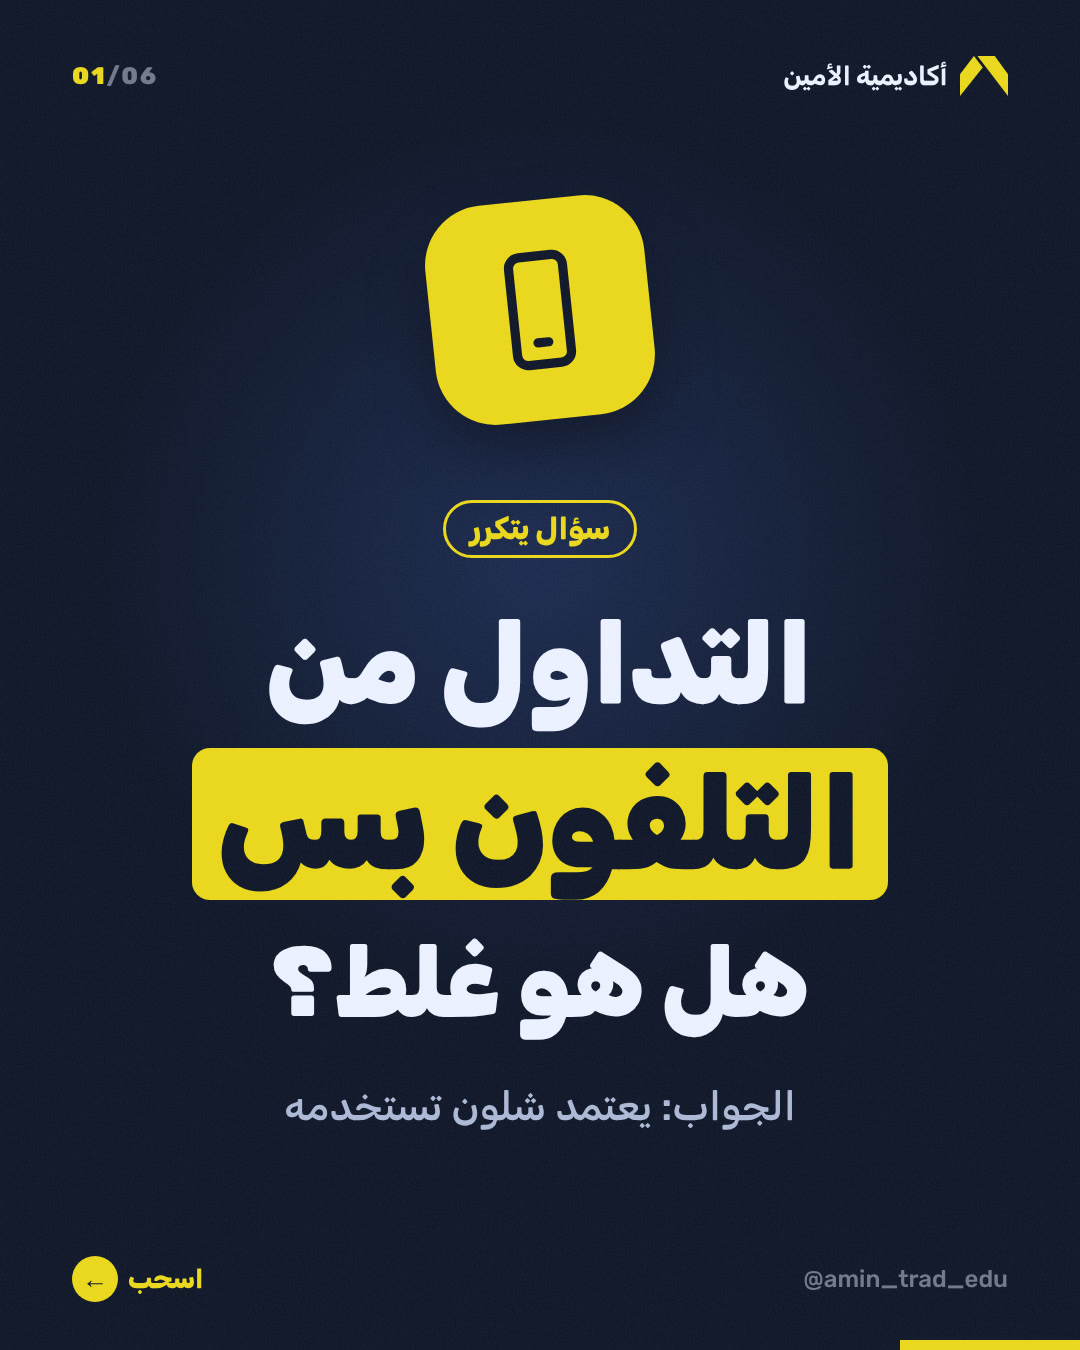 أكاديمية الأمين
01/06
سؤال يتكرر
التداول من
التلفون بس
هل هو غلط؟
الجواب: يعتمد شلون تستخدمه
@amin_trad_edu
اسحب ←